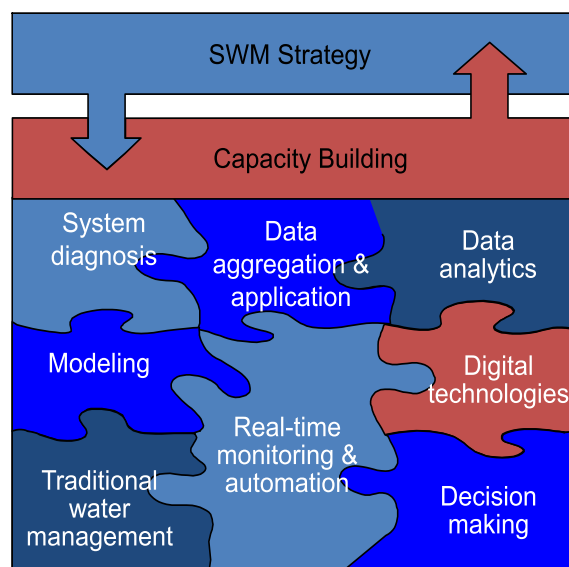 SWM Strategy
Capacity Building
System
diagnosis
Data
aggregation &
application
Data
analytics
Modeling
Digital
technologies
Real-time
monitoring &
automation
Traditional
water
management
Decision
making